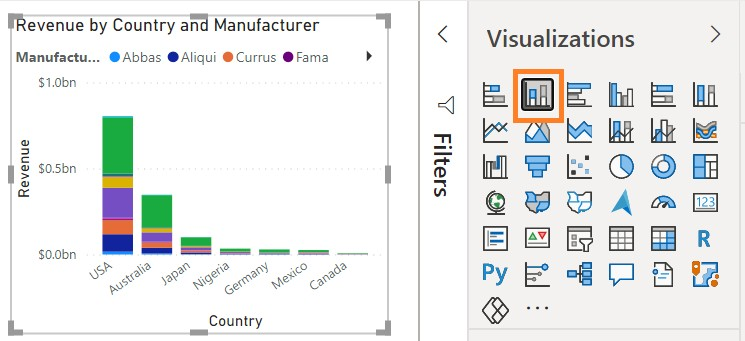 Revenue by Country and Manufacturer
Manufactu... Abbas Aliqui Currus Fama
$1.0bn
$0.5bn
$0.0bn
Revenue
USA
Australia
Japan
Nigeria
Germany
Mexico
Canada
Country
Filters
Visualizations
123
R
Py